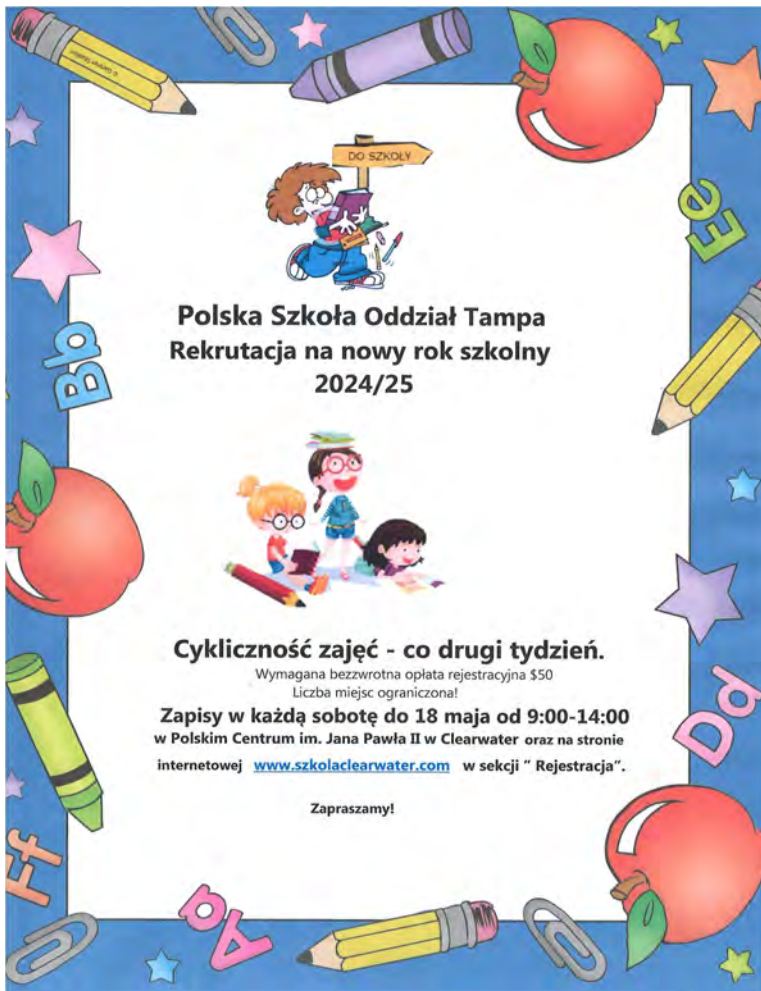 DO SZKOŁY
Polska Szkoła Oddział Tampa
Rekrutacja na nowy rok szkolny
2024/25
Cykliczność zajęć - co drugi tydzień.
Wymagana bezzwrotna opłata rejestracyjna $50
Liczba miejsc ograniczona!
Zapisy w każdą sobotę do 18 maja od 9:00-14:00
w Polskim Centrum im. Jana Pawła II w Clearwater oraz na stronie
internetowej www.szkolaclearwater.com w sekcji " Rejestracja".
Zapraszamy!
Ee
Bb
Dd
Ff
Aa